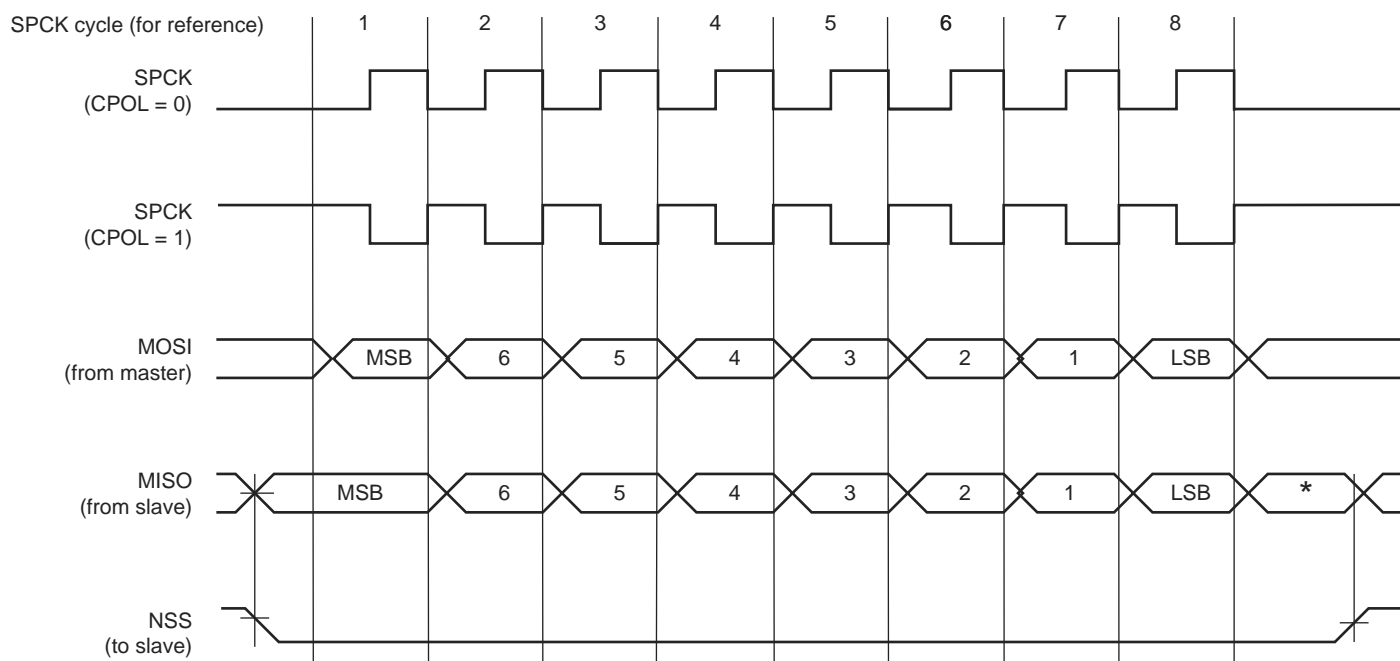 SPCK cycle (for reference) 1 2 3 4 5 6 7 8
SPCK
(CPOL = 0)
SPCK
(CPOL = 1)
MOSI
(from master)
MSB 6 5 4 3 2 1 LSB
MISO
(from slave)
MSB 6 5 4 3 2 1 LSB *
NSS
(to slave)